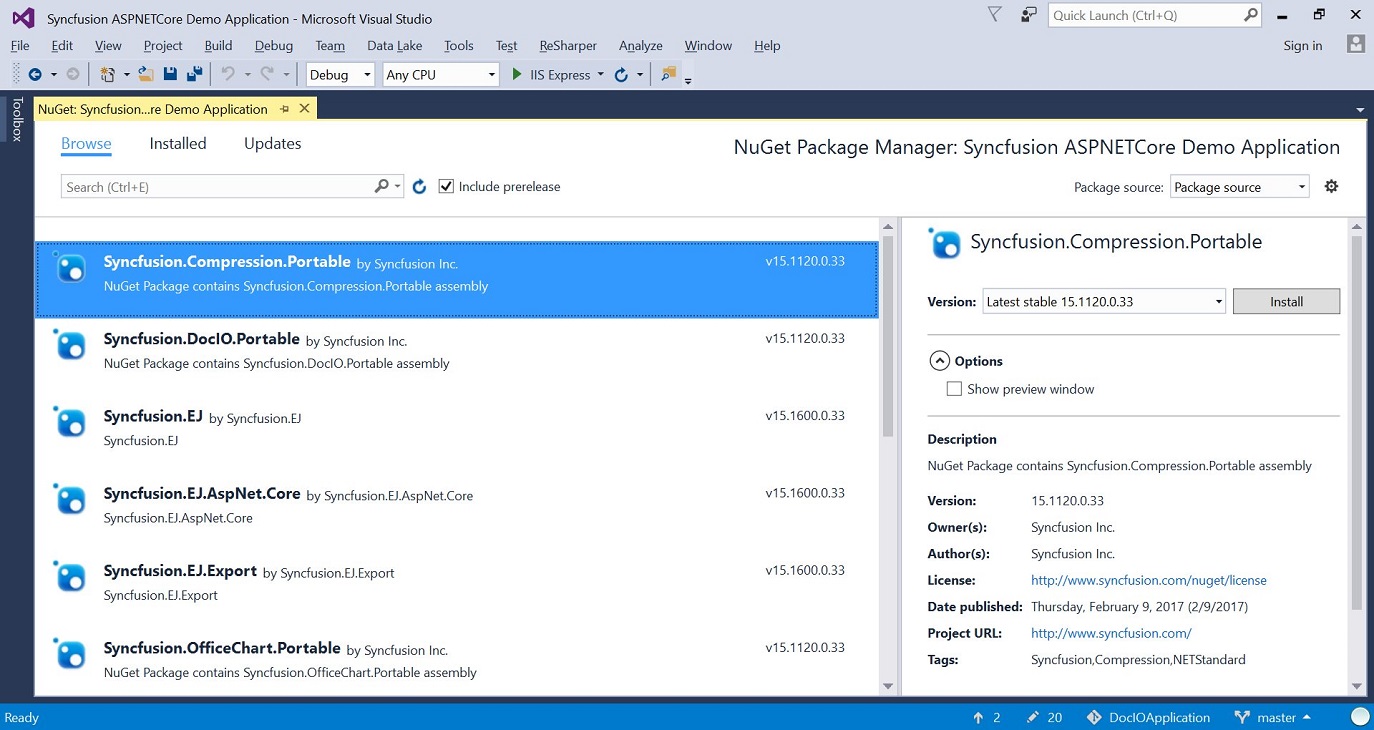 Syncfusion ASPNETCore Demo Application - Microsoft Visual Studio
Quick Launch (Ctrl+Q)
File Edit View Project Build Debug Team Data Lake Tools Test ReSharper Analyze Window Help Sign in
Debug Any CPU IIS Express
Toolbox
NuGet: Syncfusion...re Demo Application
Browse Installed Updates
NuGet Package Manager: Syncfusion ASPNETCore Demo Application
Search (Ctrl+E) Include prerelease
Package source: Package source
Syncfusion.Compression.Portable by Syncfusion Inc. v15.1120.0.33
NuGet Package contains Syncfusion.Compression.Portable assembly
Syncfusion.DocIO.Portable by Syncfusion Inc. v15.1120.0.33
NuGet Package contains Syncfusion.DocIO.Portable assembly
Syncfusion.EJ by Syncfusion.EJ v15.1600.0.33
Syncfusion.EJ
Syncfusion.EJ.AspNet.Core by Syncfusion.EJ.AspNet.Core v15.1600.0.33
Syncfusion.EJ.AspNet.Core
Syncfusion.EJ.Export by Syncfusion.EJ.Export v15.1600.0.33
Syncfusion.EJ.Export
Syncfusion.OfficeChart.Portable by Syncfusion Inc. v15.1120.0.33
NuGet Package contains Syncfusion.OfficeChart.Portable assembly
Syncfusion.Compression.Portable
Version: Latest stable 15.1120.0.33 Install
Options
Show preview window
Description
NuGet Package contains Syncfusion.Compression.Portable assembly
Version: 15.1120.0.33
Owner(s): Syncfusion Inc.
Author(s): Syncfusion Inc.
License: http://www.syncfusion.com/nuget/license
Date published: Thursday, February 9, 2017 (2/9/2017)
Project URL: http://www.syncfusion.com/
Tags: Syncfusion,Compression,NETStandard
Ready 2 20 DocIOApplication master